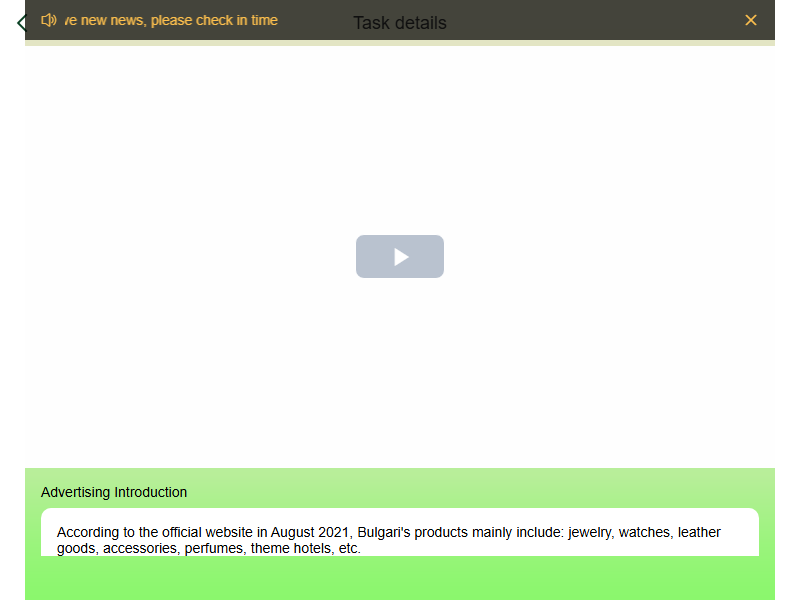 new news, please check in time
Task details
Advertising Introduction
According to the official website in August 2021, Bulgari's products mainly include: jewelry, watches, leather
goods, accessories, perfumes, theme hotels, etc.